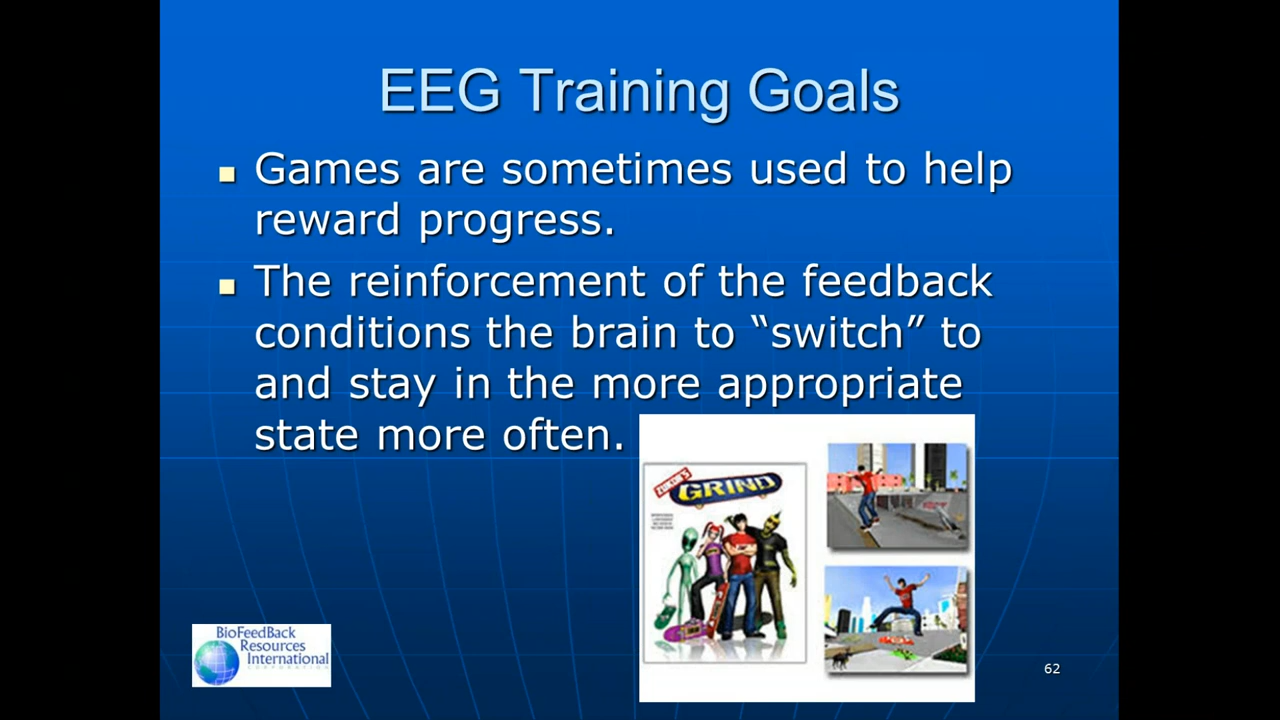 EEG Training Goals
Games are sometimes used to help
reward progress.
The reinforcement of the feedback
conditions the brain to “switch” to
and stay in the more appropriate
state more often.
GRIND
BioFeedBack
Resources
International
CORPORATION
62